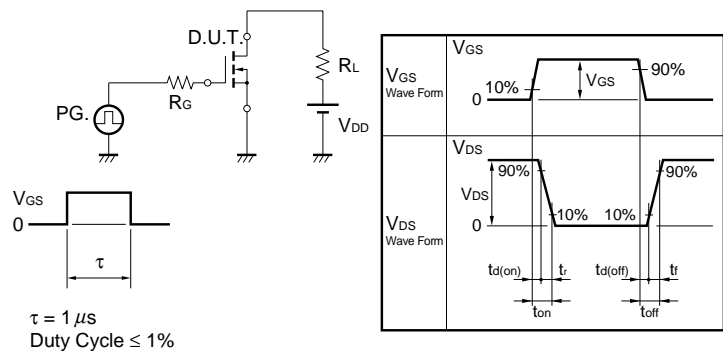 D.U.T.
RL
RG
PG.
VDD
VGS
0
τ
τ = 1 μs
Duty Cycle ≤ 1%
VGS
Wave Form
VGS
10%
VGS
90%
0
VDS
Wave Form
VDS
90%
VDS
90%
10%
10%
0
td(on)
tr
td(off)
tf
ton
toff